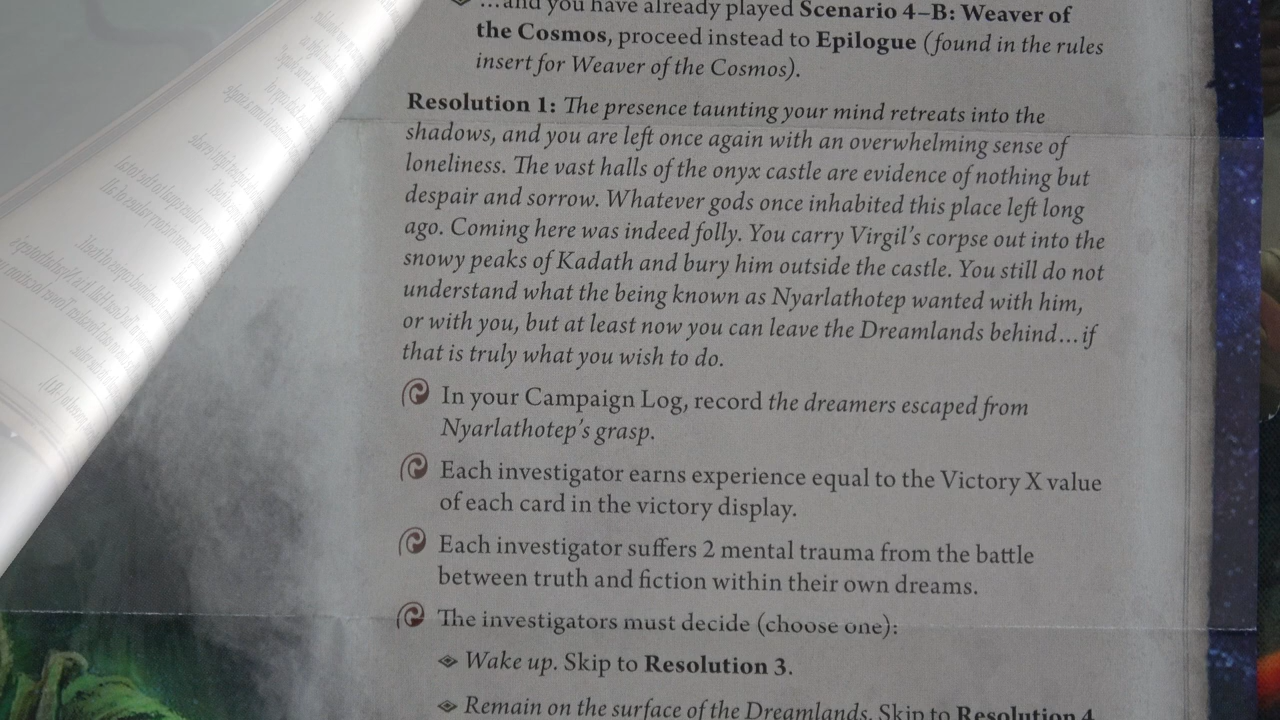 …and you have already played Scenario 4–B: Weaver of
the Cosmos, proceed instead to Epilogue (found in the rules
insert for Weaver of the Cosmos).
Resolution 1: The presence taunting your mind retreats into the
shadows, and you are left once again with an overwhelming sense of
loneliness. The vast halls of the onyx castle are evidence of nothing but
despair and sorrow. Whatever gods once inhabited this place left long
ago. Coming here was indeed folly. You carry Virgil's corpse out into the
snowy peaks of Kadath and bury him outside the castle. You still do not
understand what the being known as Nyarlathotep wanted with him,
or with you, but at least now you can leave the Dreamlands behind…if
that is truly what you wish to do.
In your Campaign Log, record the dreamers escaped from
Nyarlathotep's grasp.
Each investigator earns experience equal to the Victory X value
of each card in the victory display.
Each investigator suffers 2 mental trauma from the battle
between truth and fiction within their own dreams.
The investigators must decide (choose one):
Wake up. Skip to Resolution 3.
Remain on the surface of the Dreamlands. Skip to Resolution 4.